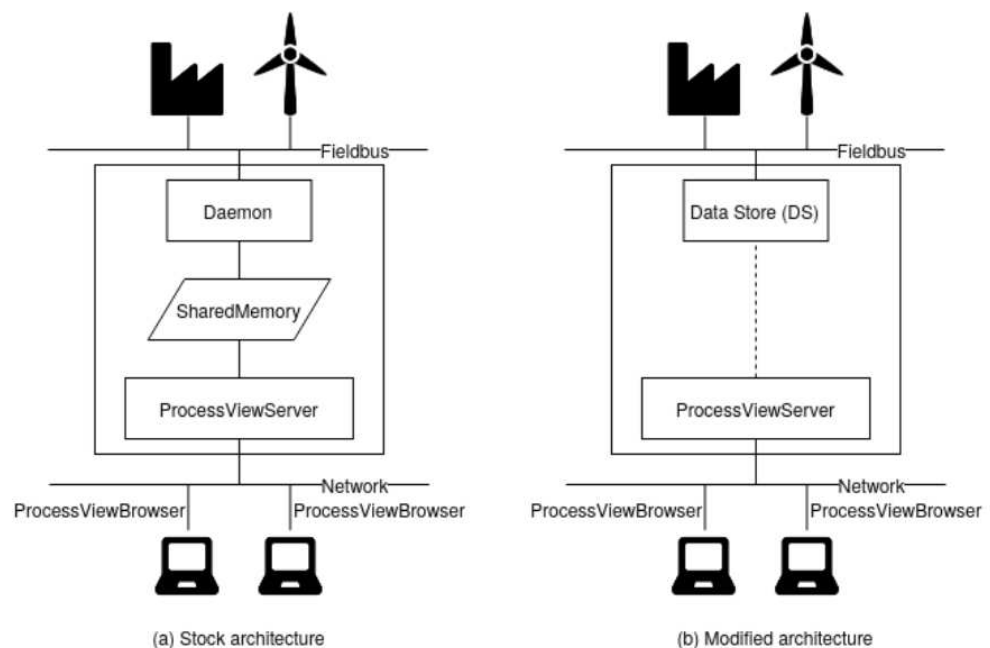 Fieldbus
Daemon
SharedMemory
ProcessViewServer
Network
ProcessViewBrowser
ProcessViewBrowser
(a) Stock architecture
Fieldbus
Data Store (DS)
ProcessViewServer
Network
ProcessViewBrowser
ProcessViewBrowser
(b) Modified architecture